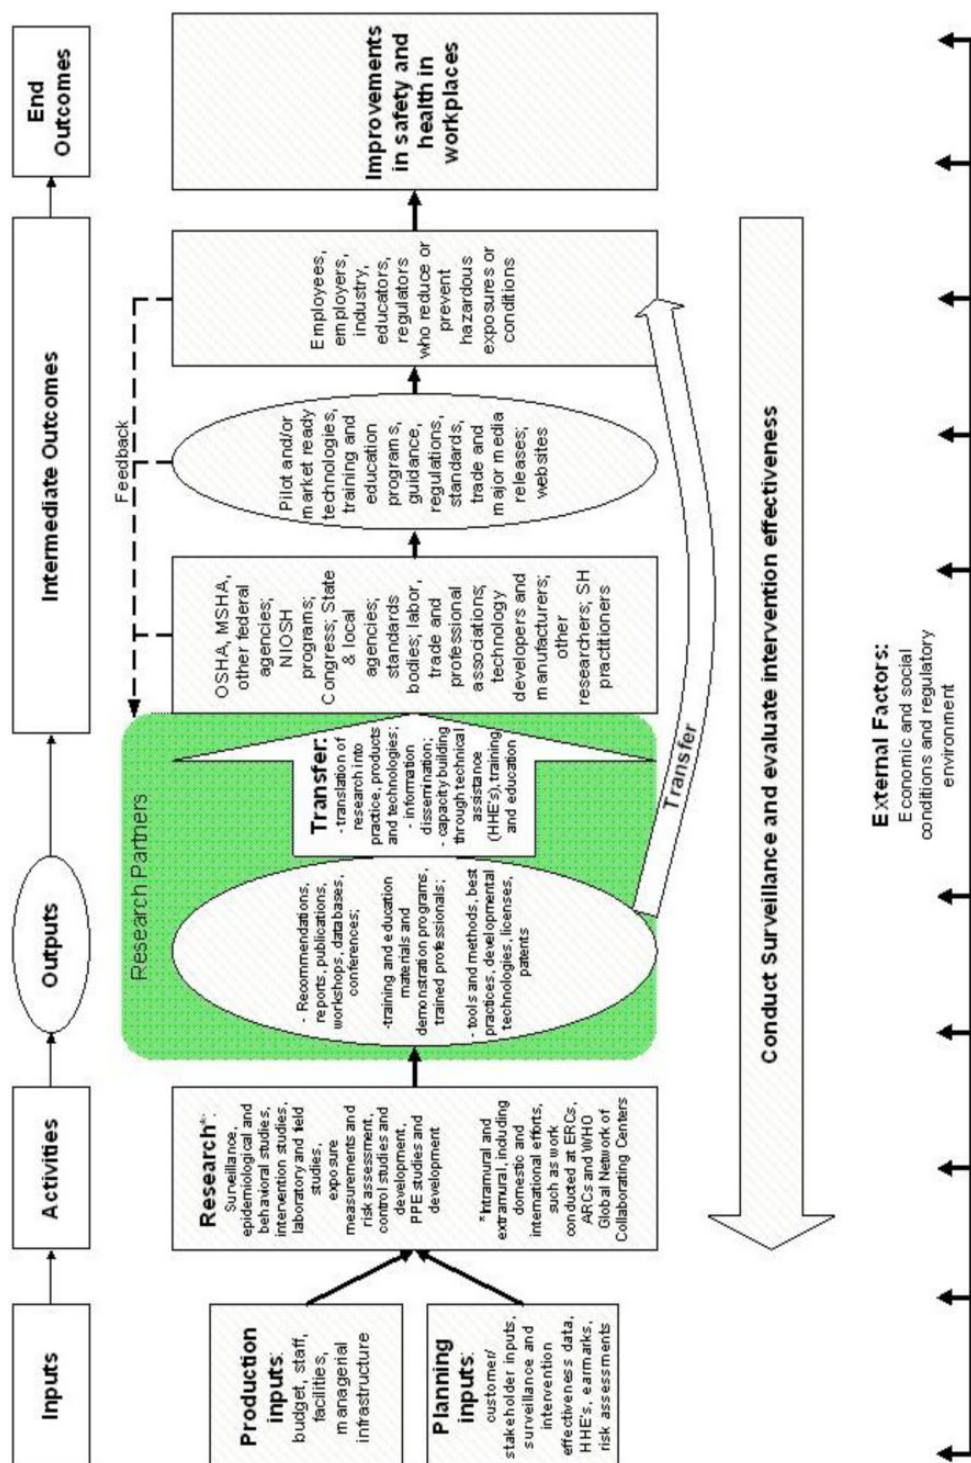 Inputs
Activities
Outputs
Intermediate Outcomes
End
Outcomes
Production
inputs:
budget, staff,
facilities,
managerial
infrastructure
Planning
inputs:
customer/
stakeholder inputs,
surveillance and
intervention
effectiveness data,
HHE's, earmarks,
risk assessments
Research*:
Surveillance,
epidemiological and
behavioral studies,
intervention studies,
laboratory and field
studies,
exposure
measurements and
risk assessment,
control studies and
development,
PPE studies and
development
*Intramural and
extramural, including
domestic and
international efforts,
such as work
conducted at ERCs,
ARCs and WHO
Global Network of
Collaborating Centers
Research Partners
- Recommendations,
reports, publications,
workshops, databases,
conferences;
-training and education
materials and
demonstration programs,
trained professionals;
- tools and methods, best
practices, developmental
technologies, licenses,
patents
Transfer:
- translation of
research into
practice, products
and technologies;
- information
dissemination;
- capacity building
through technical
assistance
(HHE's), training,
and education
OSHA, MSHA,
other federal
agencies;
NIOSH
programs;
Congress; State
& local
agencies;
standards
bodies; labor,
trade and
professional
associations;
technology
developers and
manufacturers;
other
researchers; SH
practitioners
Feedback
Pilot and/or
market ready
technologies,
training and
education
programs,
guidance,
regulations,
standards,
trade and
major media
releases;
websites
Employees,
employers,
industry,
educators,
regulators
who reduce or
prevent
hazardous
exposures or
conditions
Improvements
in safety and
health in
workplaces
Transfer
Conduct Surveillance and evaluate intervention effectiveness
External Factors:
Economic and social
conditions and regulatory
environment